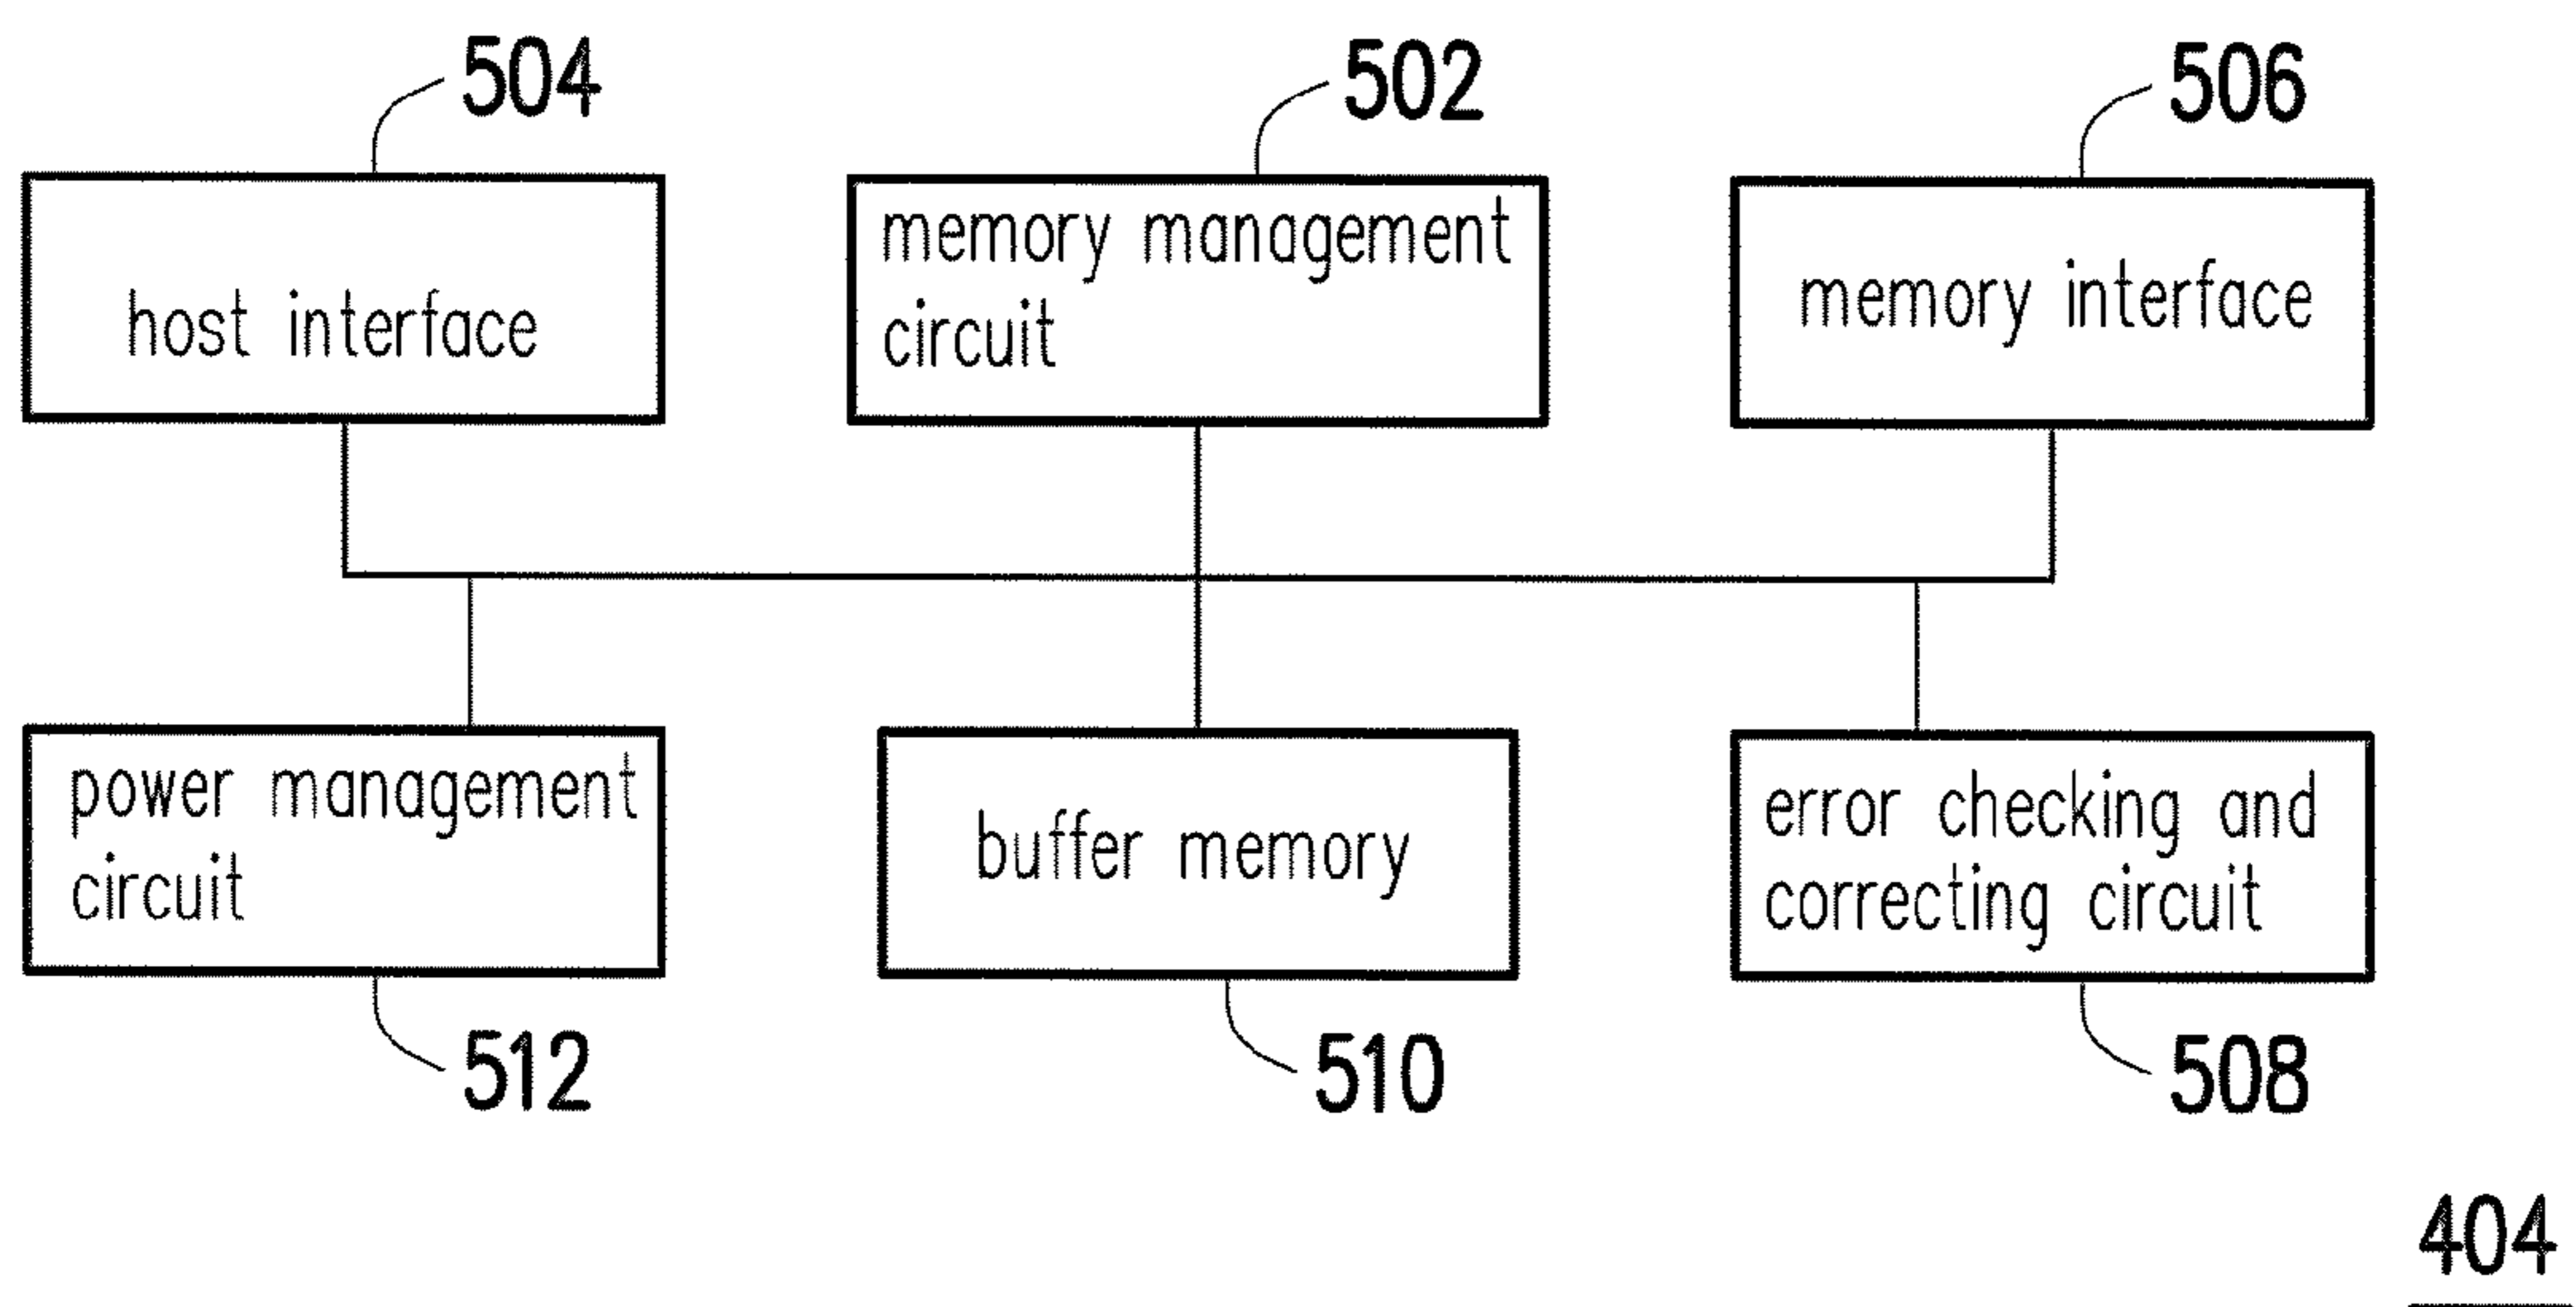 504
502
506
host interface
memory management
circuit
memory interface
power management
circuit
buffer memory
error checking and
correcting circuit
512
510
508
404